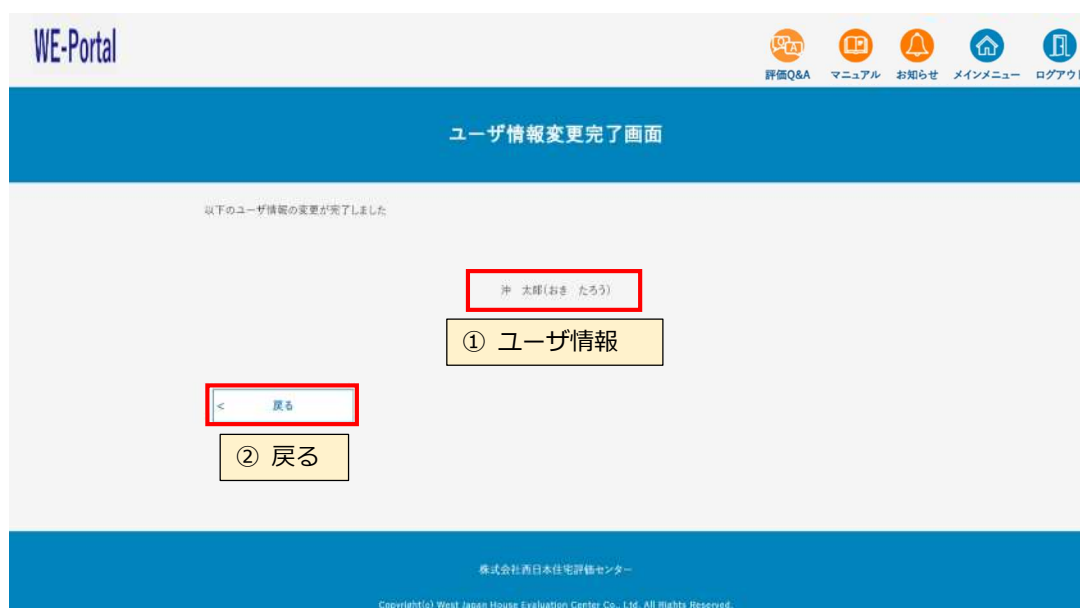 WE-Portal
評価Q&A マニュアル お知らせ メインメニュー ログアウト
ユーザ情報変更完了画面
以下のユーザ情報の変更が完了しました
沖 太郎(おき たろう)
① ユーザ情報
< 戻る
② 戻る
株式会社西日本住宅評価センター
Copyright(c) West Japan House Evaluation Center Co., Ltd. All Rights Reserved.